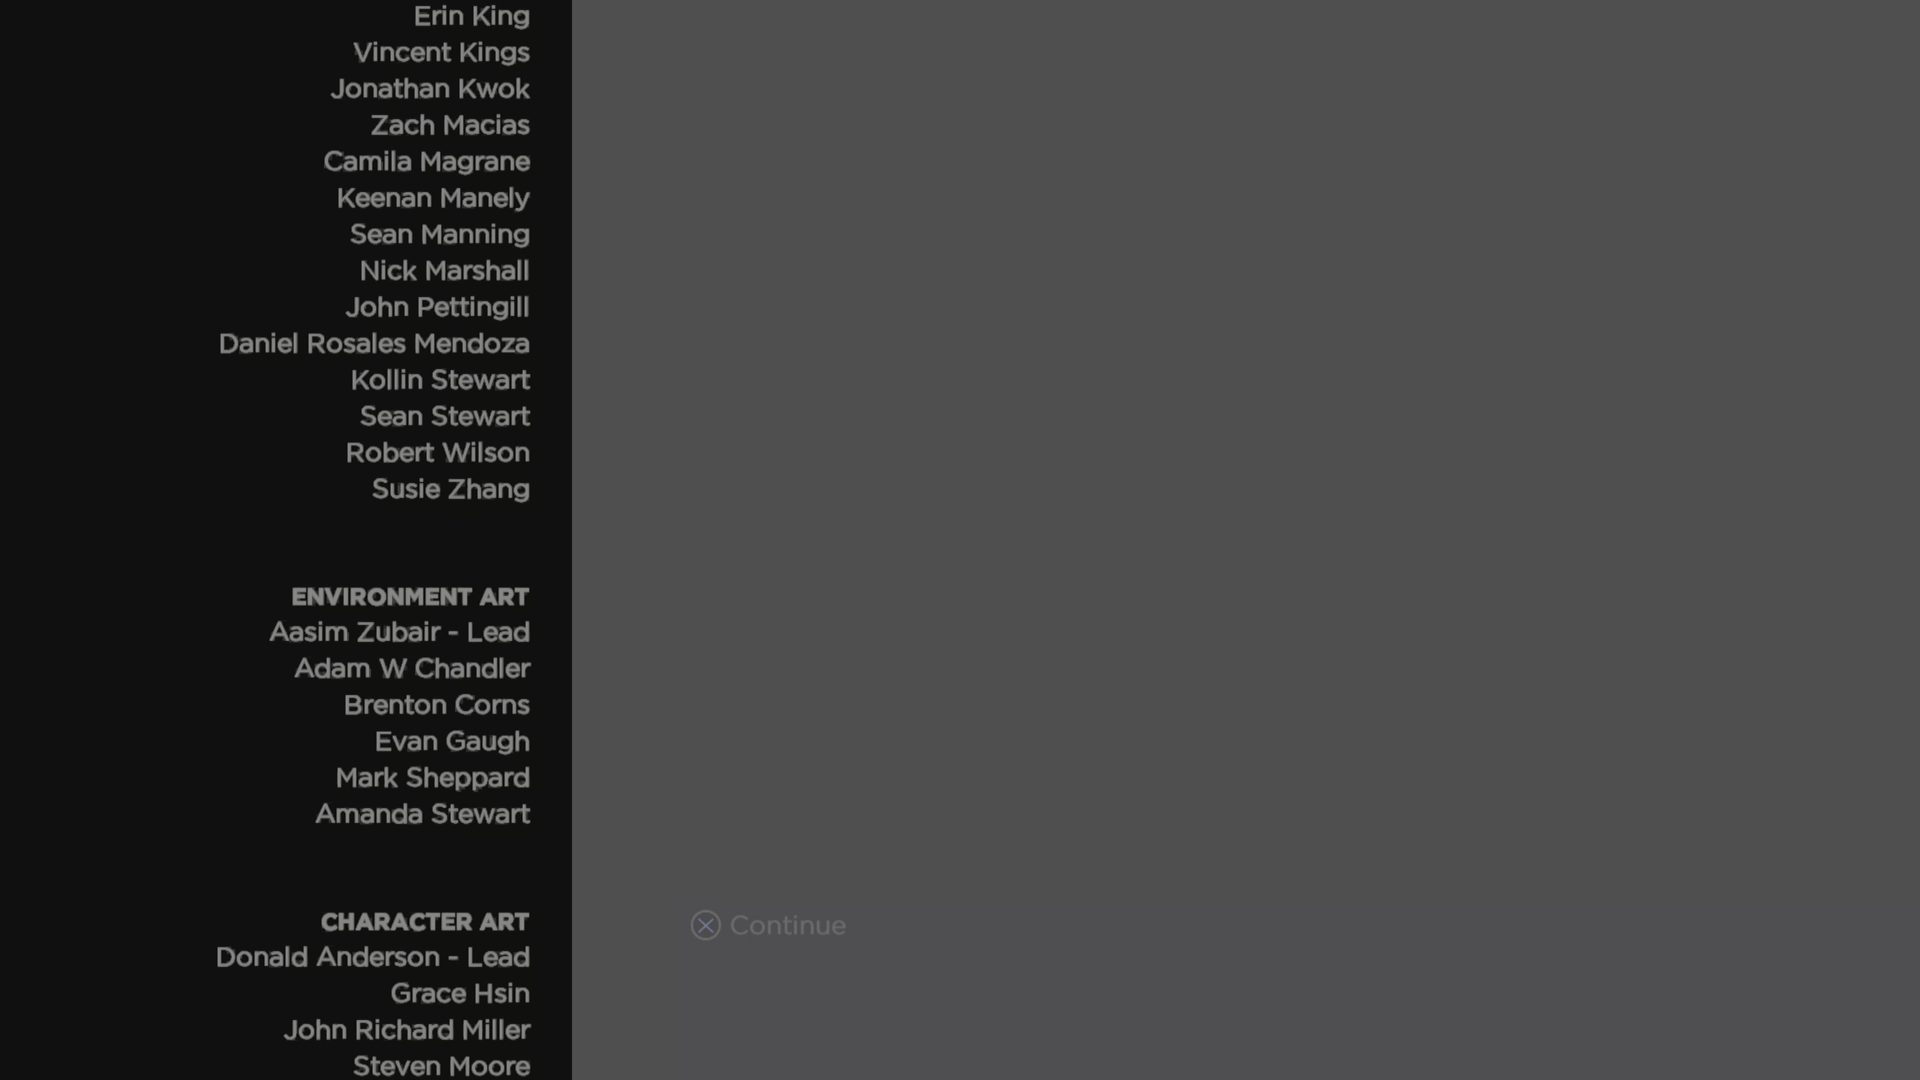 Erin King
Vincent Kings
Jonathan Kwok
Zach Macias
Camila Magrane
Keenan Manely
Sean Manning
Nick Marshall
John Pettingill
Daniel Rosales Mendoza
Kollin Stewart
Sean Stewart
Robert Wilson
Susie Zhang
ENVIRONMENT ART
Aasim Zubair - Lead
Adam W Chandler
Brenton Corns
Evan Gaugh
Mark Sheppard
Amanda Stewart
CHARACTER ART
Donald Anderson - Lead
Grace Hsin
John Richard Miller
Steven Moore
Continue